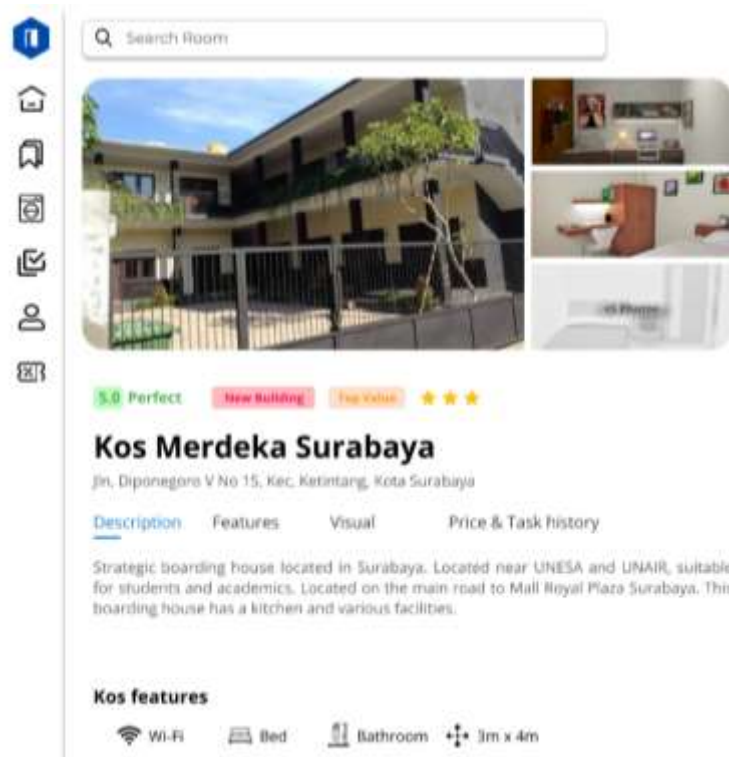 Search Room
+5 Photos
5.0 Perfect New Building Top Value
Kos Merdeka Surabaya
Jln, Diponegoro V No 15, Kec, Ketintang, Kota Surabaya
Description Features Visual Price & Task history
Strategic boarding house located in Surabaya. Located near UNESA and UNAIR, suitable
for students and academics. Located on the main road to Mall Royal Plaza Surabaya. This
boarding house has a kitchen and various facilities.
Kos features
Wi-Fi Bed Bathroom 3m x 4m